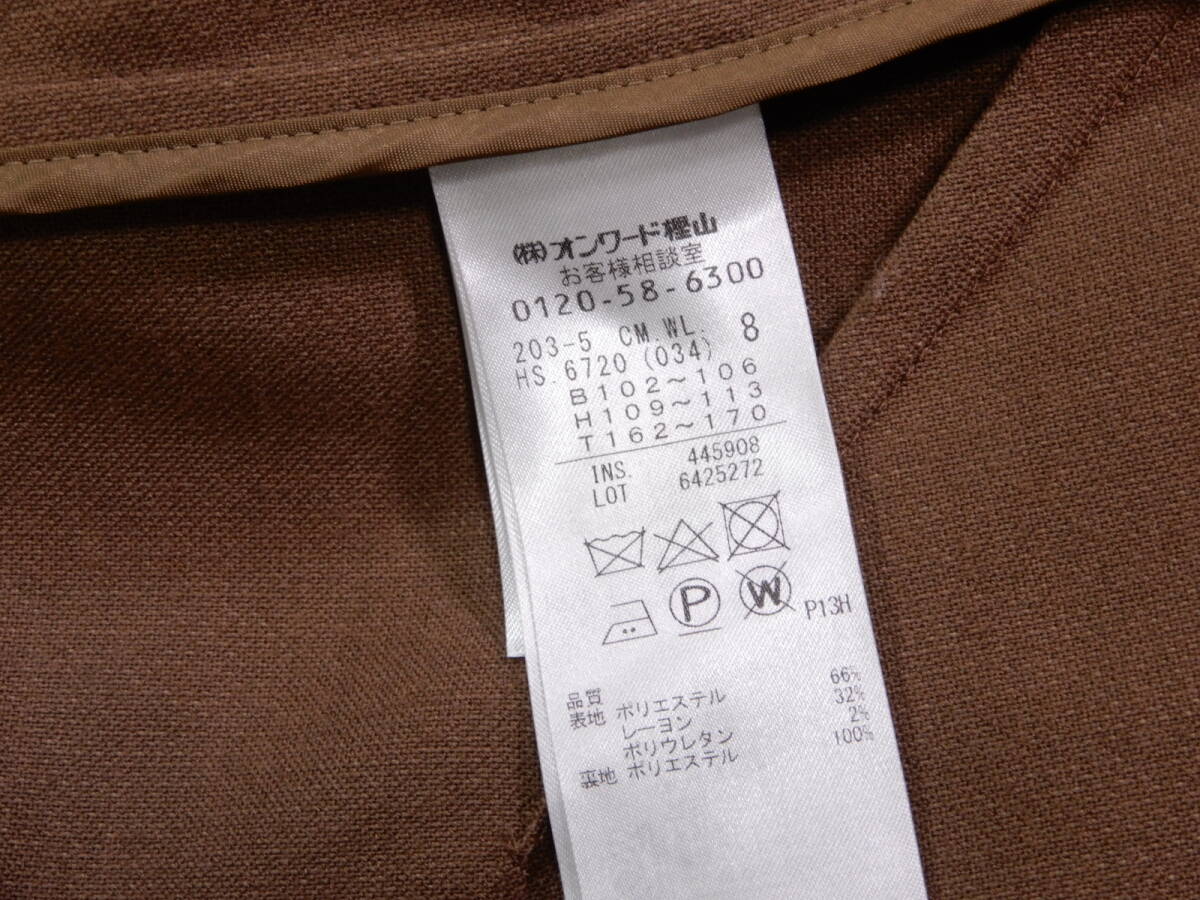 (株)オンワード樫山
お客様相談室
0120-58-6300
203-5 CM.WL. 8
HS.6720(034)
B102~106
H109~113
T162~170
INS. 445908
LOT 6425272
P W P13H
品質
表地 ポリエステル 66%
レーヨン 32%
ポリウレタン 2%
裏地 ポリエステル 100%